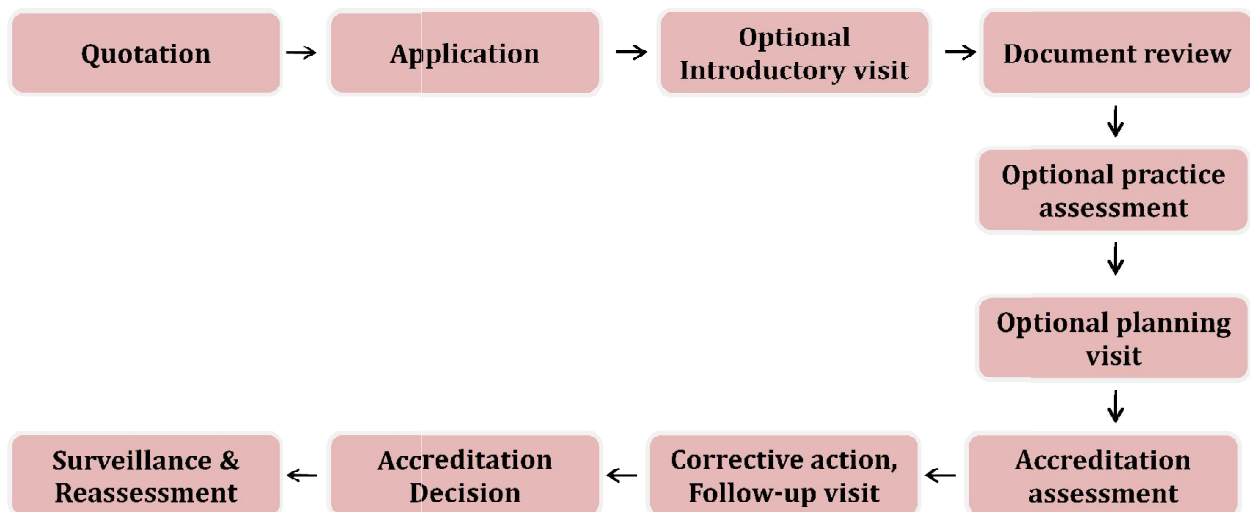 Quotation
Application
Optional
Introductory visit
Document review
Optional practice
assessment
Optional planning
visit
Accreditation
assessment
Corrective action,
Follow-up visit
Accreditation
Decision
Surveillance &
Reassessment